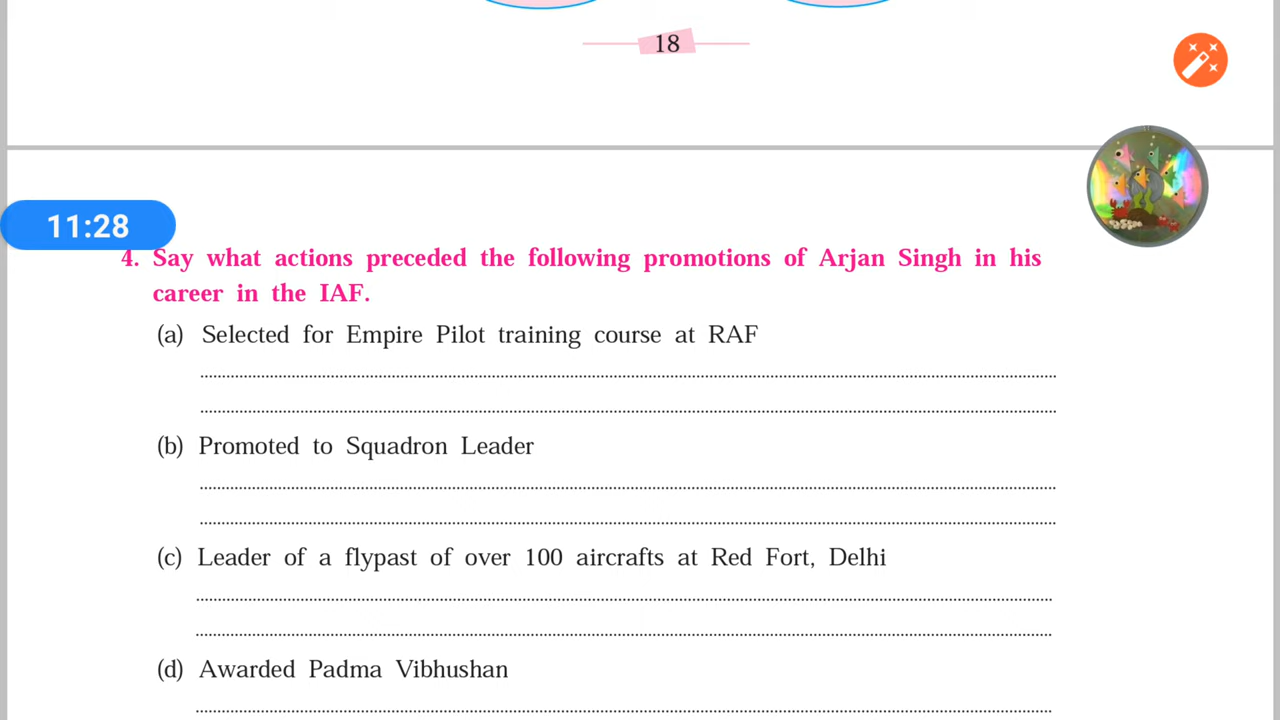 18
11:28
4. Say what actions preceded the following promotions of Arjan Singh in his
career in the IAF.
(a) Selected for Empire Pilot training course at RAF
(b) Promoted to Squadron Leader
(c) Leader of a flypast of over 100 aircrafts at Red Fort, Delhi
(d) Awarded Padma Vibhushan